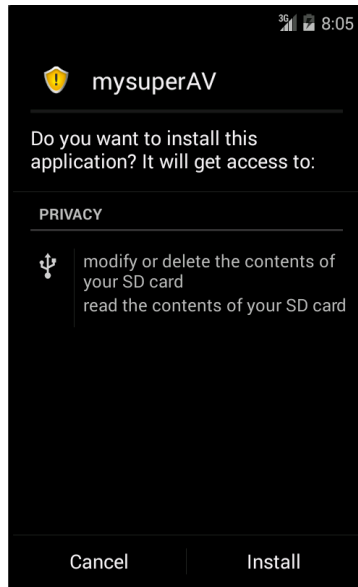 3G 8:05
mysuperAV
Do you want to install this
application? It will get access to:
PRIVACY
modify or delete the contents of
your SD card
read the contents of your SD card
Cancel Install